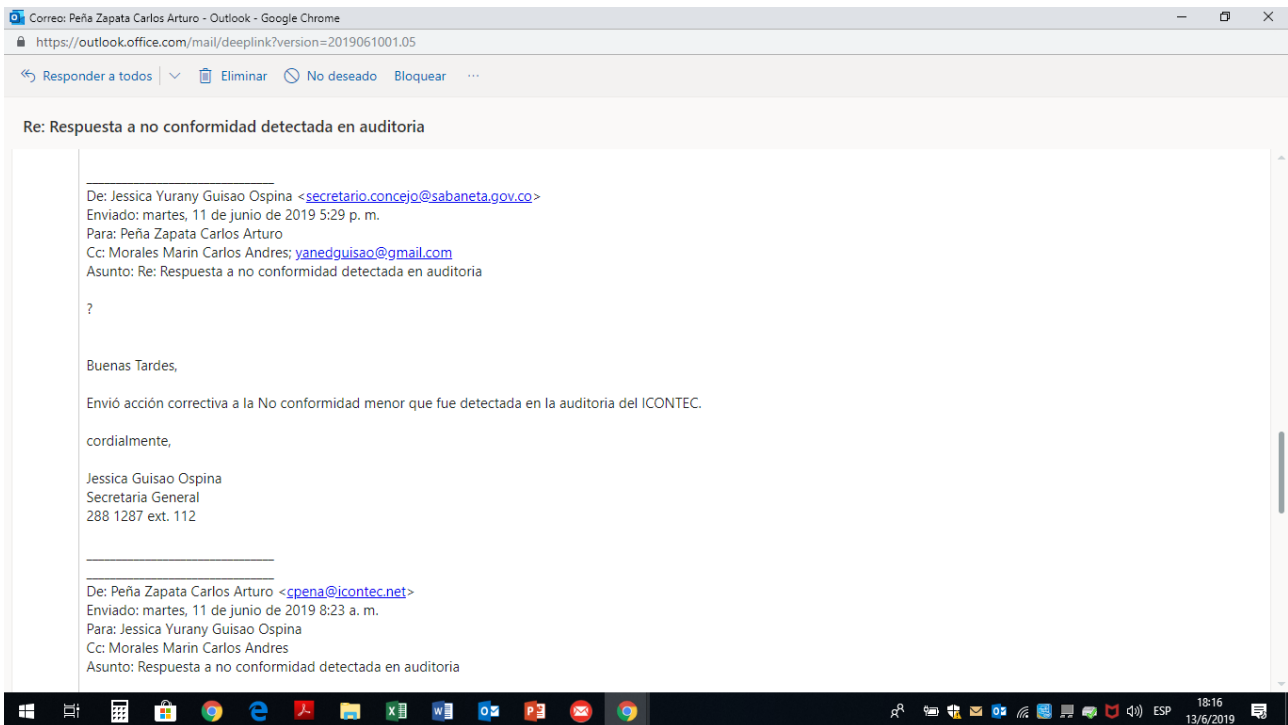 Correo: Peña Zapata Carlos Arturo - Outlook - Google Chrome
https://outlook.office.com/mail/deeplink?version=2019061001.05
Responder a todos Eliminar No deseado Bloquear ...
Re: Respuesta a no conformidad detectada en auditoria
De: Jessica Yurany Guisao Ospina <secretario.concejo@sabaneta.gov.co>
Enviado: martes, 11 de junio de 2019 5:29 p. m.
Para: Peña Zapata Carlos Arturo
Cc: Morales Marin Carlos Andres; yanedguisao@gmail.com
Asunto: Re: Respuesta a no conformidad detectada en auditoria
?
Buenas Tardes,
Envió acción correctiva a la No conformidad menor que fue detectada en la auditoria del ICONTEC.
cordialmente,
Jessica Guisao Ospina
Secretaria General
288 1287 ext. 112
De: Peña Zapata Carlos Arturo <cpena@icontec.net>
Enviado: martes, 11 de junio de 2019 8:23 a. m.
Para: Jessica Yurany Guisao Ospina
Cc: Morales Marin Carlos Andres
Asunto: Respuesta a no conformidad detectada en auditoria
ESP
18:16
13/6/2019